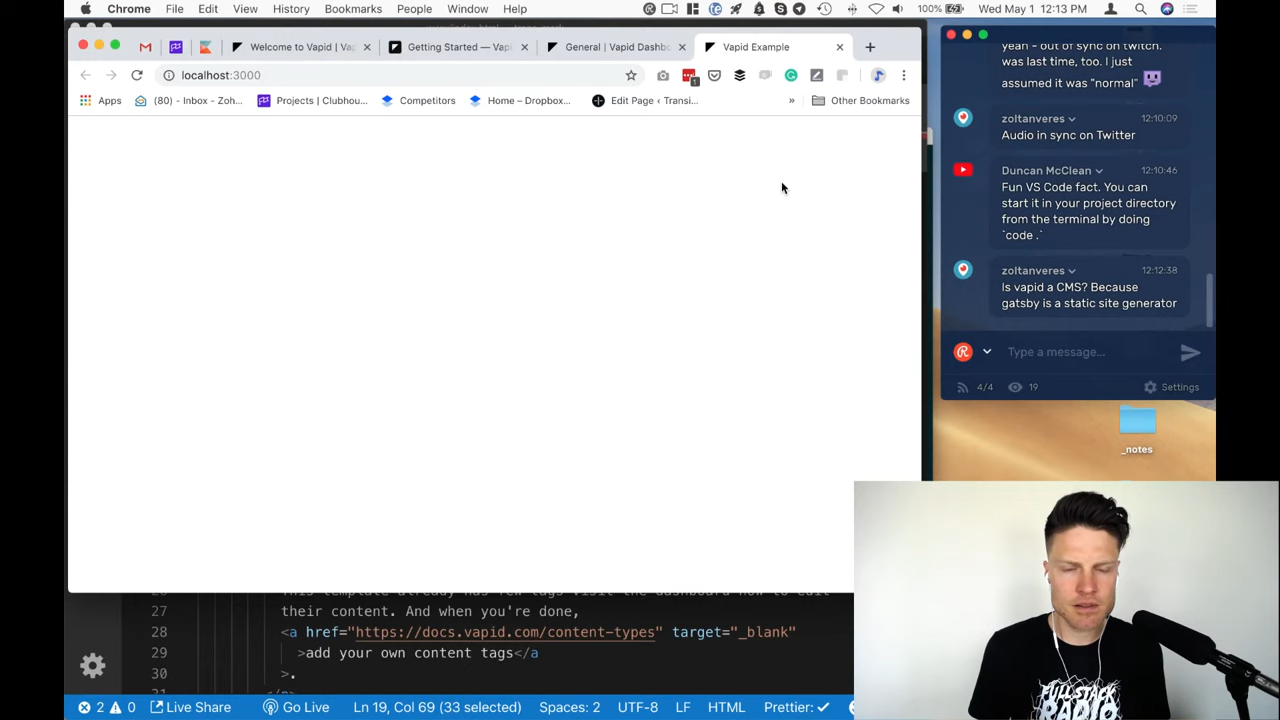 Chrome File Edit View History Bookmarks People Window Help 100% Wed May 1 12:13 PM
Welcome to Vapid | Va
Getting Started — Vap
General | Vapid Dashb
Vapid Example
localhost:3000
Apps
(80) - Inbox - Zoh...
Projects | Clubhou...
Competitors
Home – Dropbox...
Edit Page ‹ Transi...
»
Other Bookmarks
yeah - out of sync on twitch.
was last time, too. I just
assumed it was "normal"
zoltanveres 12:10:09
Audio in sync on Twitter
Duncan McClean 12:10:46
Fun VS Code fact. You can
start it in your project directory
from the terminal by doing
`code .`
zoltanveres 12:12:38
Is vapid a CMS? Because
gatsby is a static site generator
Type a message...
4/4 19 Settings
_notes
their content. And when you're done,
27
28 <a href="https://docs.vapid.com/content-types" target="_blank"
29 >add your own content tags</a
30 >.
2 0 Live Share Go Live Ln 19, Col 69 (33 selected) Spaces: 2 UTF-8 LF HTML Prettier: ✓
FULL STACK
RADIO